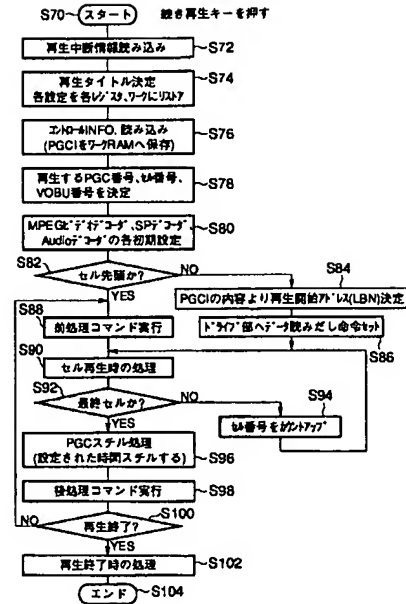 S70 スタート 続き再生キーを押す
再生中断情報読み込み S72
再生タイトル決定 S74
各設定を各レジスタ、ワークにリストア
コントロールINFO、読み込み S76
(PGCIをワークRAMへ保存)
再生するPGC番号、セル番号、 S78
VOBU番号を決定
MPEGビデオデコーダ、SPデコーダ S80
Audioデコーダの各初期設定
S82 セル先頭か? NO
YES
S84
PGCIの内容より再生開始アドレス(LBN)決定
S88
前処理コマンド実行
ドライブ部へデータ読みだし命令セット
S86
S90
セル再生時の処理
S92 最終セルか? NO
YES
S94
セル番号をカウントアップ
PGCスチル処理
(設定された時間スチルする) S96
後処理コマンド実行 S98
NO 再生終了? S100
YES
再生終了時の処理 S102
エンド S104